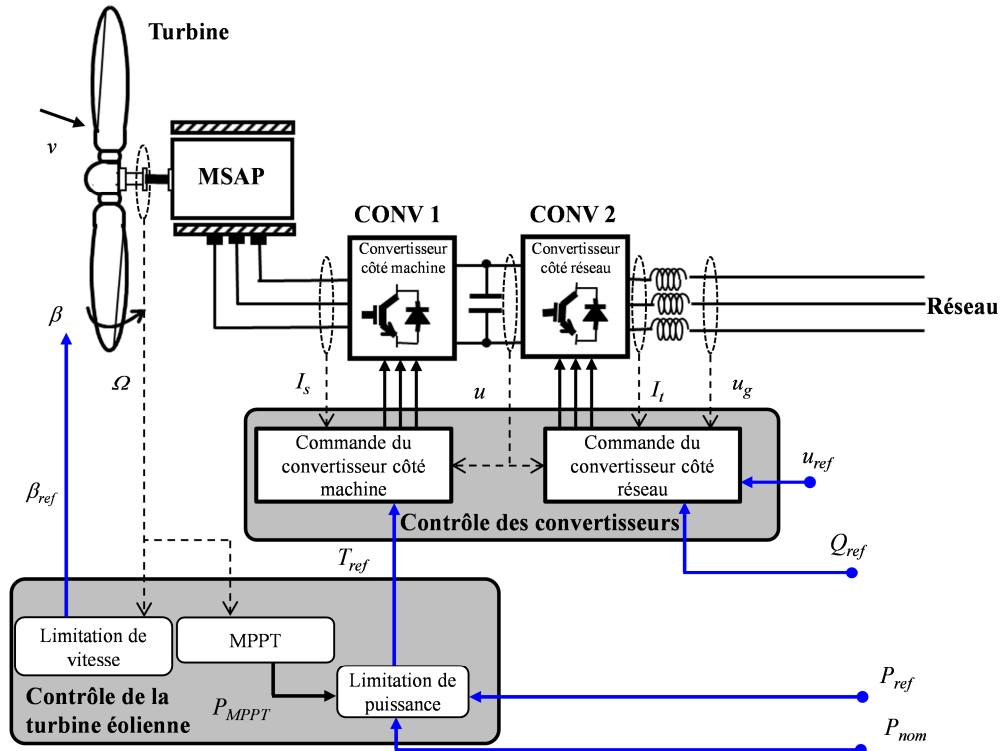 Turbine
v
MSAP
CONV 1
CONV 2
Convertisseur
côté machine
Convertisseur
côté réseau
Réseau
β
Ω
I_s
u
I_t
u_g
Commande du
convertisseur côté
machine
Commande du
convertisseur côté
réseau
u_ref
β_ref
Contrôle des convertisseurs
T_ref
Q_ref
Limitation de
vitesse
MPPT
Limitation de
puissance
P_ref
Contrôle de la
turbine éolienne
P_MPPT
P_nom